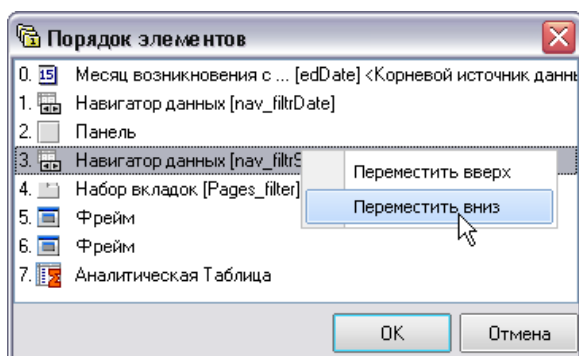 Порядок элементов
0. 15 Месяц возникновения с ... [edDate] <Корневой источник данн
1. Навигатор данных [nav_filtrDate]
2. Панель
3. Навигатор данных [nav_filtrS
Переместить вверх
4. Набор вкладок [Pages_filter]
Переместить вниз
5. Фрейм
6. Фрейм
7. Аналитическая Таблица
OK Отмена